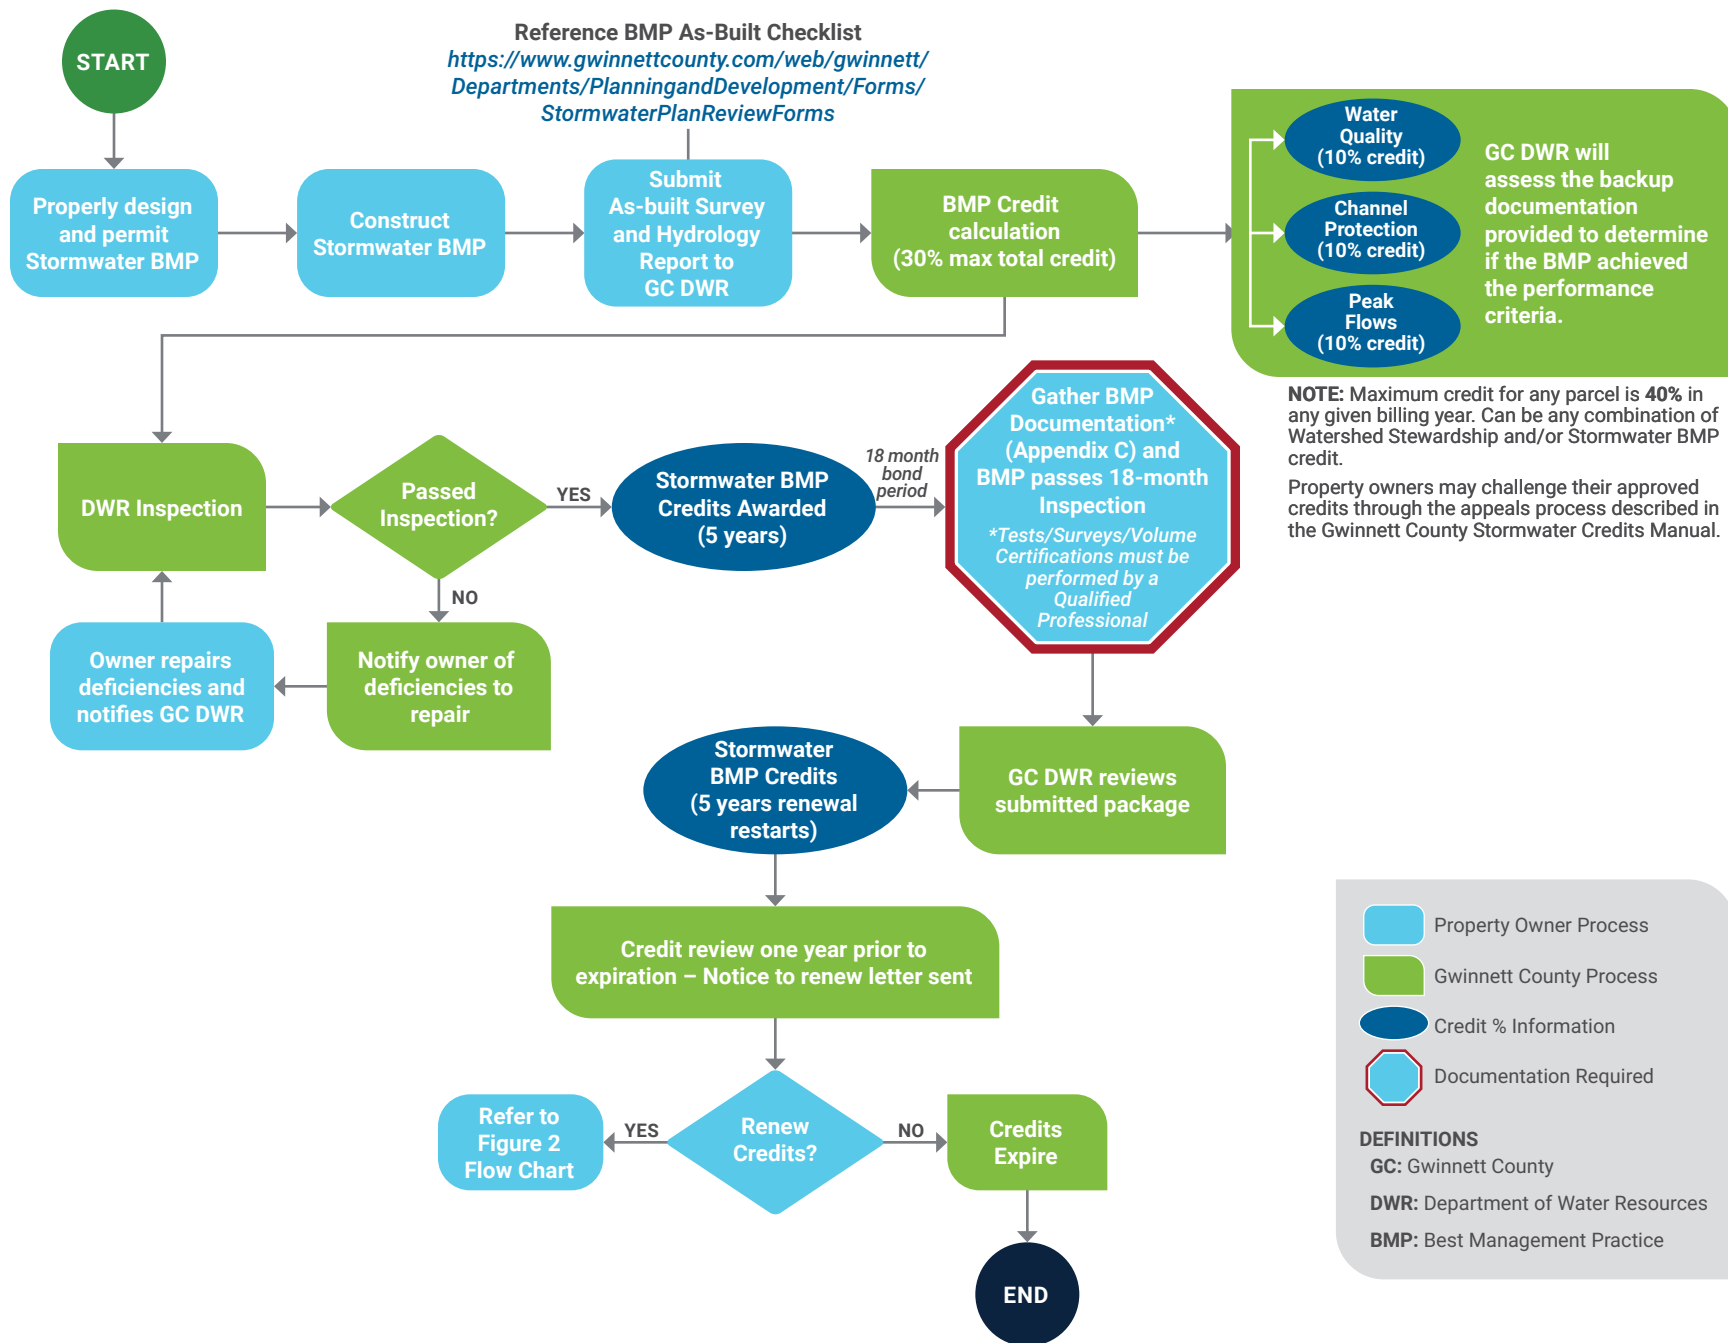 START
Reference BMP As-Built Checklist
https://www.gwinnettcounty.com/web/gwinnett/
Departments/PlanningandDevelopment/Forms/
StormwaterPlanReviewForms
Properly design
and permit
Stormwater BMP
Construct
Stormwater BMP
Submit
As-built Survey
and Hydrology
Report to
GC DWR
BMP Credit
calculation
(30% max total credit)
Water
Quality
(10% credit)
Channel
Protection
(10% credit)
Peak
Flows
(10% credit)
GC DWR will
assess the backup
documentation
provided to determine
if the BMP achieved
the performance
criteria.
NOTE: Maximum credit for any parcel is 40% in
any given billing year. Can be any combination of
Watershed Stewardship and/or Stormwater BMP
credit.
Property owners may challenge their approved
credits through the appeals process described in
the Gwinnett County Stormwater Credits Manual.
DWR Inspection
Passed
Inspection?
YES
NO
Stormwater BMP
Credits Awarded
(5 years)
18 month
bond
period
Gather BMP
Documentation*
(Appendix C) and
BMP passes 18-month
Inspection
*Tests/Surveys/Volume
Certifications must be
performed by a
Qualified
Professional
Owner repairs
deficiencies and
notifies GC DWR
Notify owner of
deficiencies to
repair
Stormwater
BMP Credits
(5 years renewal
restarts)
GC DWR reviews
submitted package
Credit review one year prior to
expiration – Notice to renew letter sent
Refer to
Figure 2
Flow Chart
YES
Renew
Credits?
NO
Credits
Expire
END
Property Owner Process
Gwinnett County Process
Credit % Information
Documentation Required
DEFINITIONS
GC: Gwinnett County
DWR: Department of Water Resources
BMP: Best Management Practice